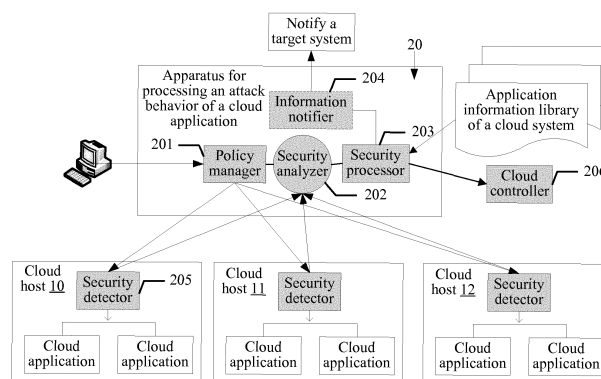 Notify a
target system
20
Apparatus for
processing an attack
behavior of a cloud
application
204
Information
notifier
Application
information library
of a cloud system
201
203
Policy
manager
Security
analyzer
Security
processor
202
Cloud
controller
206
Cloud
host 10
Security
detector
205
Cloud
application
Cloud
application
Cloud
host 11
Security
detector
Cloud
application
Cloud
application
Cloud
host 12
Security
detector
Cloud
application
Cloud
application